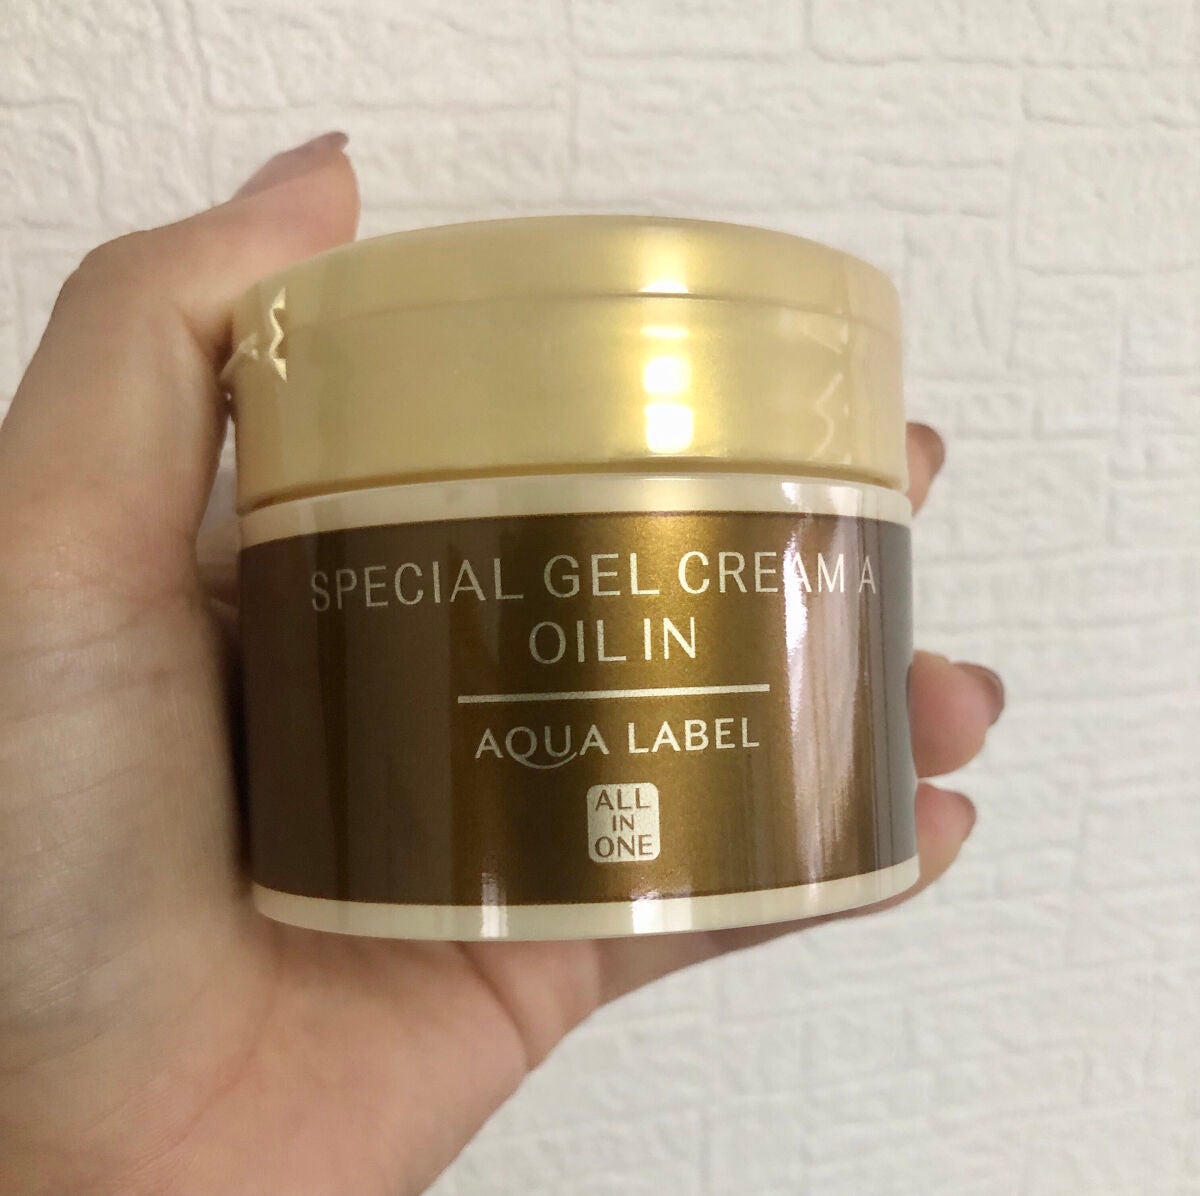 SPECIAL GEL CREAM A
OIL IN
AQUA LABEL
ALL
IN
ONE